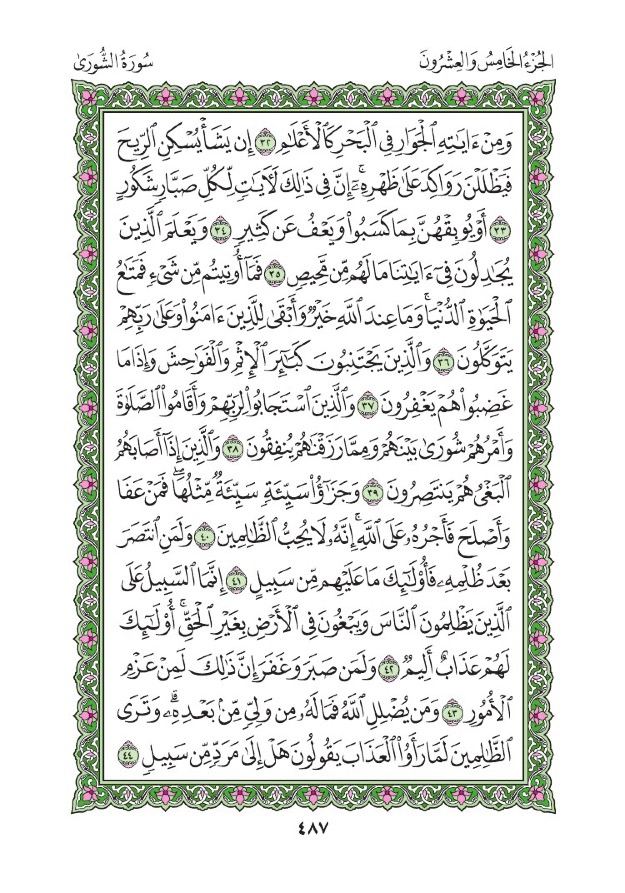 الجُزْءُ الخَامِسُ وَالعِشْرُونَ
سُورَةُ الشُّورَىٰ
وَمِنْ ءَايَٰتِهِ ٱلْجَوَارِ فِى ٱلْبَحْرِ كَٱلْأَعْلَٰمِ ٣٢ إِن يَشَأْ يُسْكِنِ ٱلرِّيحَ
فَيَظْلَلْنَ رَوَاكِدَ عَلَىٰ ظَهْرِهِۦٓ ۚ إِنَّ فِى ذَٰلِكَ لَءَايَٰتٍ لِّكُلِّ صَبَّارٍ شَكُورٍ
٣٣ أَوْ يُوبِقْهُنَّ بِمَا كَسَبُوا۟ وَيَعْفُ عَن كَثِيرٍ ٣٤ وَيَعْلَمَ ٱلَّذِينَ
يُجَٰدِلُونَ فِىٓ ءَايَٰتِنَا مَا لَهُم مِّن مَّحِيصٍ ٣٥ فَمَآ أُوتِيتُم مِّن شَىْءٍ فَمَتَٰعُ
ٱلْحَيَوٰةِ ٱلدُّنْيَا ۖ وَمَا عِندَ ٱللَّهِ خَيْرٌ وَأَبْقَىٰ لِلَّذِينَ ءَامَنُوا۟ وَعَلَىٰ رَبِّهِمْ
يَتَوَكَّلُونَ ٣٦ وَٱلَّذِينَ يَجْتَنِبُونَ كَبَٰٓئِرَ ٱلْإِثْمِ وَٱلْفَوَٰحِشَ وَإِذَا مَا
غَضِبُوا۟ هُمْ يَغْفِرُونَ ٣٧ وَٱلَّذِينَ ٱسْتَجَابُوا۟ لِرَبِّهِمْ وَأَقَامُوا۟ ٱلصَّلَوٰةَ
وَأَمْرُهُمْ شُورَىٰ بَيْنَهُمْ وَمِمَّا رَزَقْنَٰهُمْ يُنفِقُونَ ٣٨ وَٱلَّذِينَ إِذَآ أَصَابَهُمُ
ٱلْبَغْىُ هُمْ يَنتَصِرُونَ ٣٩ وَجَزَٰٓؤُا۟ سَيِّئَةٍ سَيِّئَةٌ مِّثْلُهَا ۖ فَمَنْ عَفَا
وَأَصْلَحَ فَأَجْرُهُۥ عَلَى ٱللَّهِ ۚ إِنَّهُۥ لَا يُحِبُّ ٱلظَّٰلِمِينَ ٤٠ وَلَمَنِ ٱنتَصَرَ
بَعْدَ ظُلْمِهِۦ فَأُو۟لَٰٓئِكَ مَا عَلَيْهِم مِّن سَبِيلٍ ٤١ إِنَّمَا ٱلسَّبِيلُ عَلَى
ٱلَّذِينَ يَظْلِمُونَ ٱلنَّاسَ وَيَبْغُونَ فِى ٱلْأَرْضِ بِغَيْرِ ٱلْحَقِّ ۚ أُو۟لَٰٓئِكَ
لَهُمْ عَذَابٌ أَلِيمٌ ٤٢ وَلَمَن صَبَرَ وَغَفَرَ إِنَّ ذَٰلِكَ لَمِنْ عَزْمِ
ٱلْأُمُورِ ٤٣ وَمَن يُضْلِلِ ٱللَّهُ فَمَا لَهُۥ مِن وَلِىٍّ مِّنۢ بَعْدِهِۦ ۗ وَتَرَى
ٱلظَّٰلِمِينَ لَمَّا رَأَوُا۟ ٱلْعَذَابَ يَقُولُونَ هَلْ إِلَىٰ مَرَدٍّ مِّن سَبِيلٍ ٤٤
٤٨٧